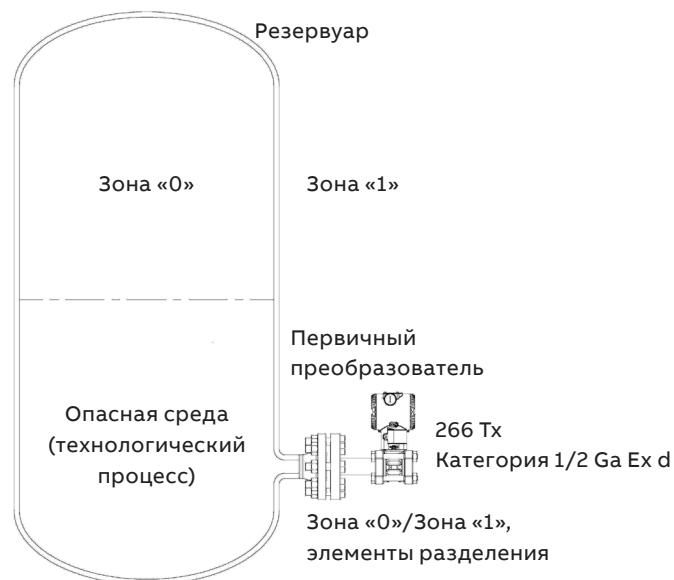 Резервуар
Зона «0»
Зона «1»
Первичный
преобразователь
Опасная среда
(технологический
процесс)
266 Tx
Категория 1/2 Ga Ex d
Зона «0»/Зона «1»,
элементы разделения